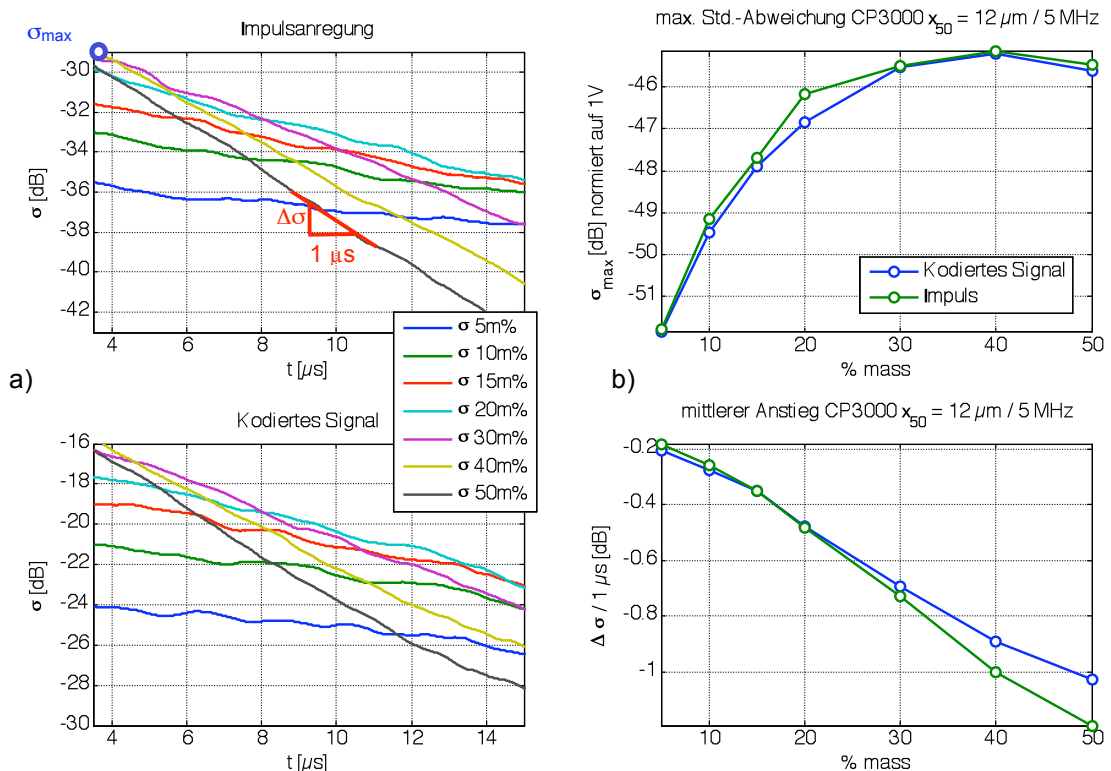 Impulsanregung
σmax
-30
-32
-34
-36
-38
-40
-42
σ [dB]
Δσ
1 µs
4 6 8 10 12 14
t [µs]
a)
σ 5m%
σ 10m%
σ 15m%
σ 20m%
σ 30m%
σ 40m%
σ 50m%
Kodiertes Signal
-16
-18
-20
-22
-24
-26
-28
-30
σ [dB]
4 6 8 10 12 14
t [µs]
max. Std.-Abweichung CP3000 x50 = 12 µm / 5 MHz
-46
-47
-48
-49
-50
-51
σmax [dB] normiert auf 1V
Kodiertes Signal
Impuls
10 20 30 40 50
% mass
b)
mittlerer Anstieg CP3000 x50 = 12 µm / 5 MHz
-0.2
-0.4
-0.6
-0.8
-1
Δ σ / 1 µs [dB]
10 20 30 40 50
% mass